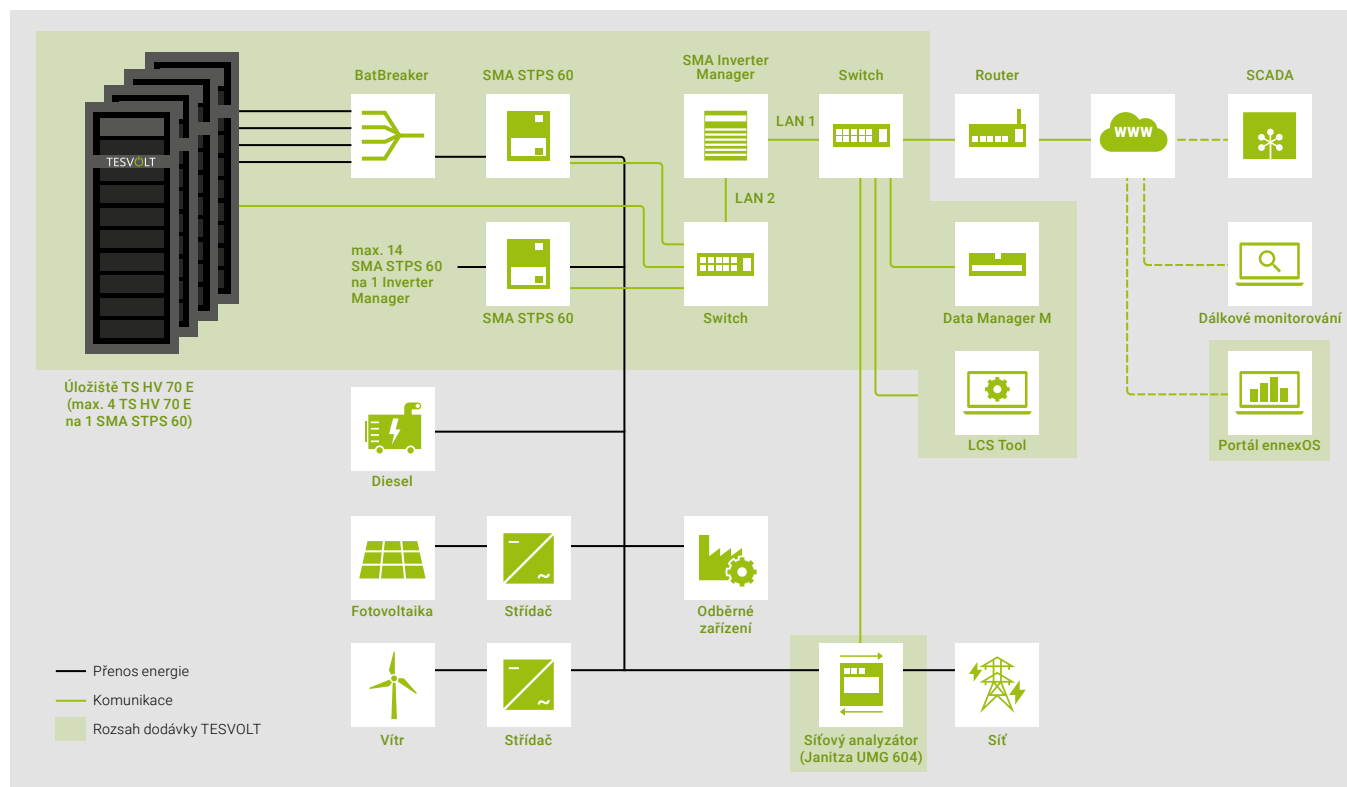 BatBreaker
SMA STPS 60
SMA Inverter
Manager
Switch
Router
SCADA
TESVOLT
LAN 1
WWW
LAN 2
max. 14
SMA STPS 60
na 1 Inverter
Manager
SMA STPS 60
Switch
Data Manager M
Dálkové monitorování
Úložiště TS HV 70 E
(max. 4 TS HV 70 E
na 1 SMA STPS 60)
LCS Tool
Portál ennexOS
Diesel
Fotovoltaika
Střídač
Odběrné
zařízení
Přenos energie
Komunikace
Rozsah dodávky TESVOLT
Vítr
Střídač
Síťový analyzátor
(Janitza UMG 604)
Síť